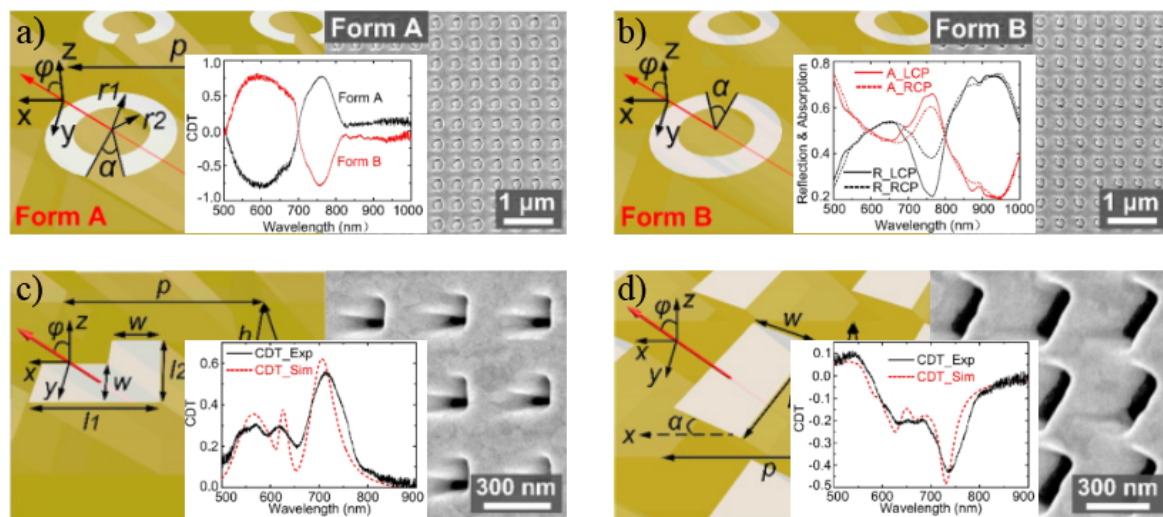 a)
Form A
z
φ
p
x
y
r1
r2
α
Form A
CDT
1.0
0.5
0.0
-0.5
-1.0
Form A
Form B
500 600 700 800 900 1000
Wavelength (nm)
1 μm
b)
Form B
z
φ
x
y
α
Form B
Reflection & Absorption
0.8
0.6
0.4
0.2
A_LCP
A_RCP
R_LCP
R_RCP
500 600 700 800 900 1000
Wavelength (nm)
1 μm
c)
p
z
φ
w
h
x
y
w
l2
l1
CDT
0.6
0.4
0.2
0.0
CDT_Exp
CDT_Sim
500 600 700 800 900
Wavelength (nm)
300 nm
d)
z
φ
w
x
y
x
α
p
CDT
0.1
0.0
-0.1
-0.2
-0.3
-0.4
-0.5
CDT_Exp
CDT_Sim
500 600 700 800 900
Wavelength (nm)
300 nm